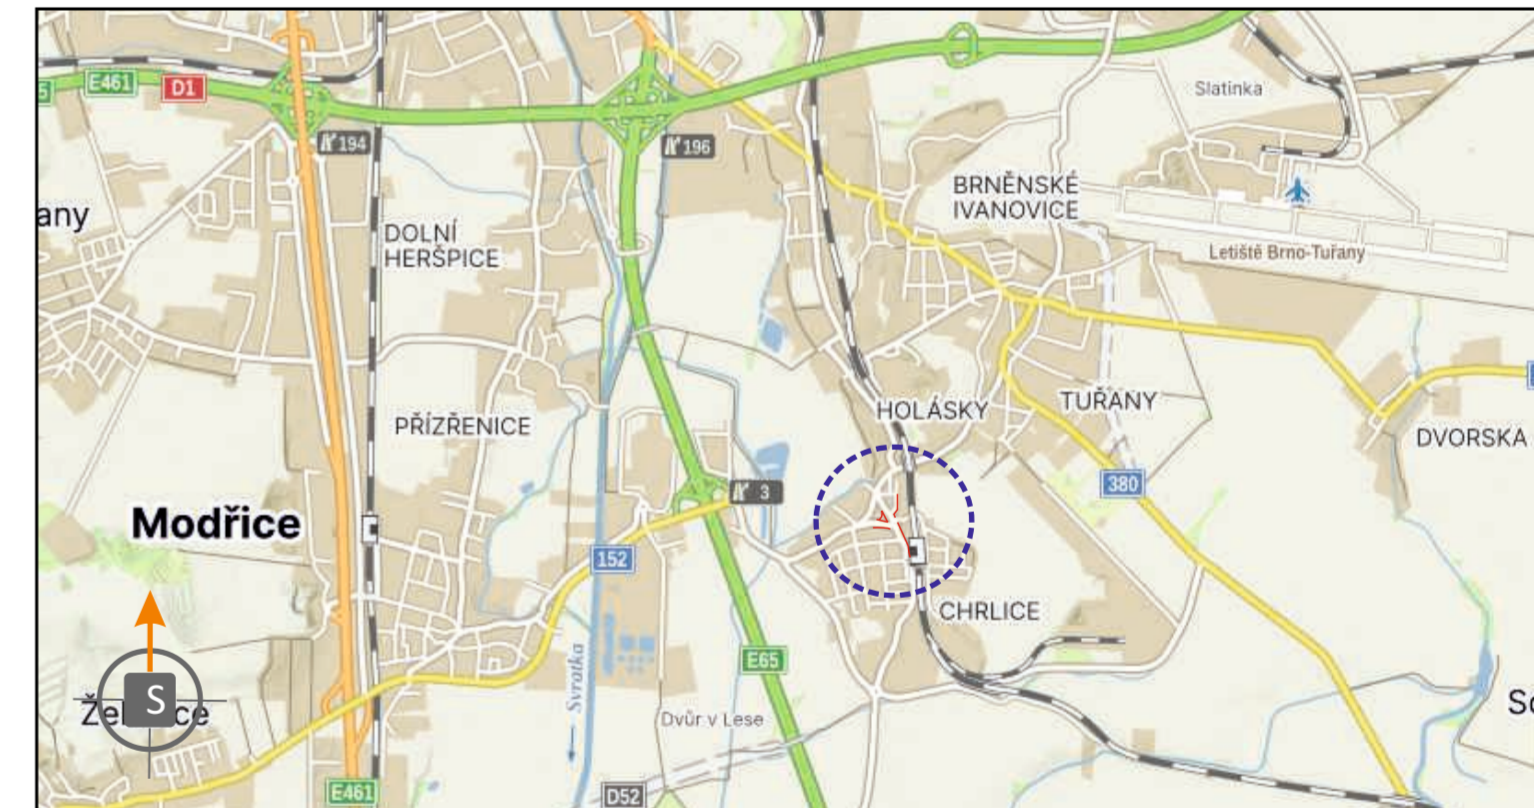 E461
D1
Slatinka
194
196
BRNĚNSKÉ
IVANOVICE
any
DOLNÍ
HERŠPICE
Letiště Brno-Tuřany
HOLÁSKY
TUŘANY
PŘÍZŘENICE
DVORSKA
380
3
Modřice
152
CHRLICE
E65
Svratka
S
Dvůr v Lese
E461
D52